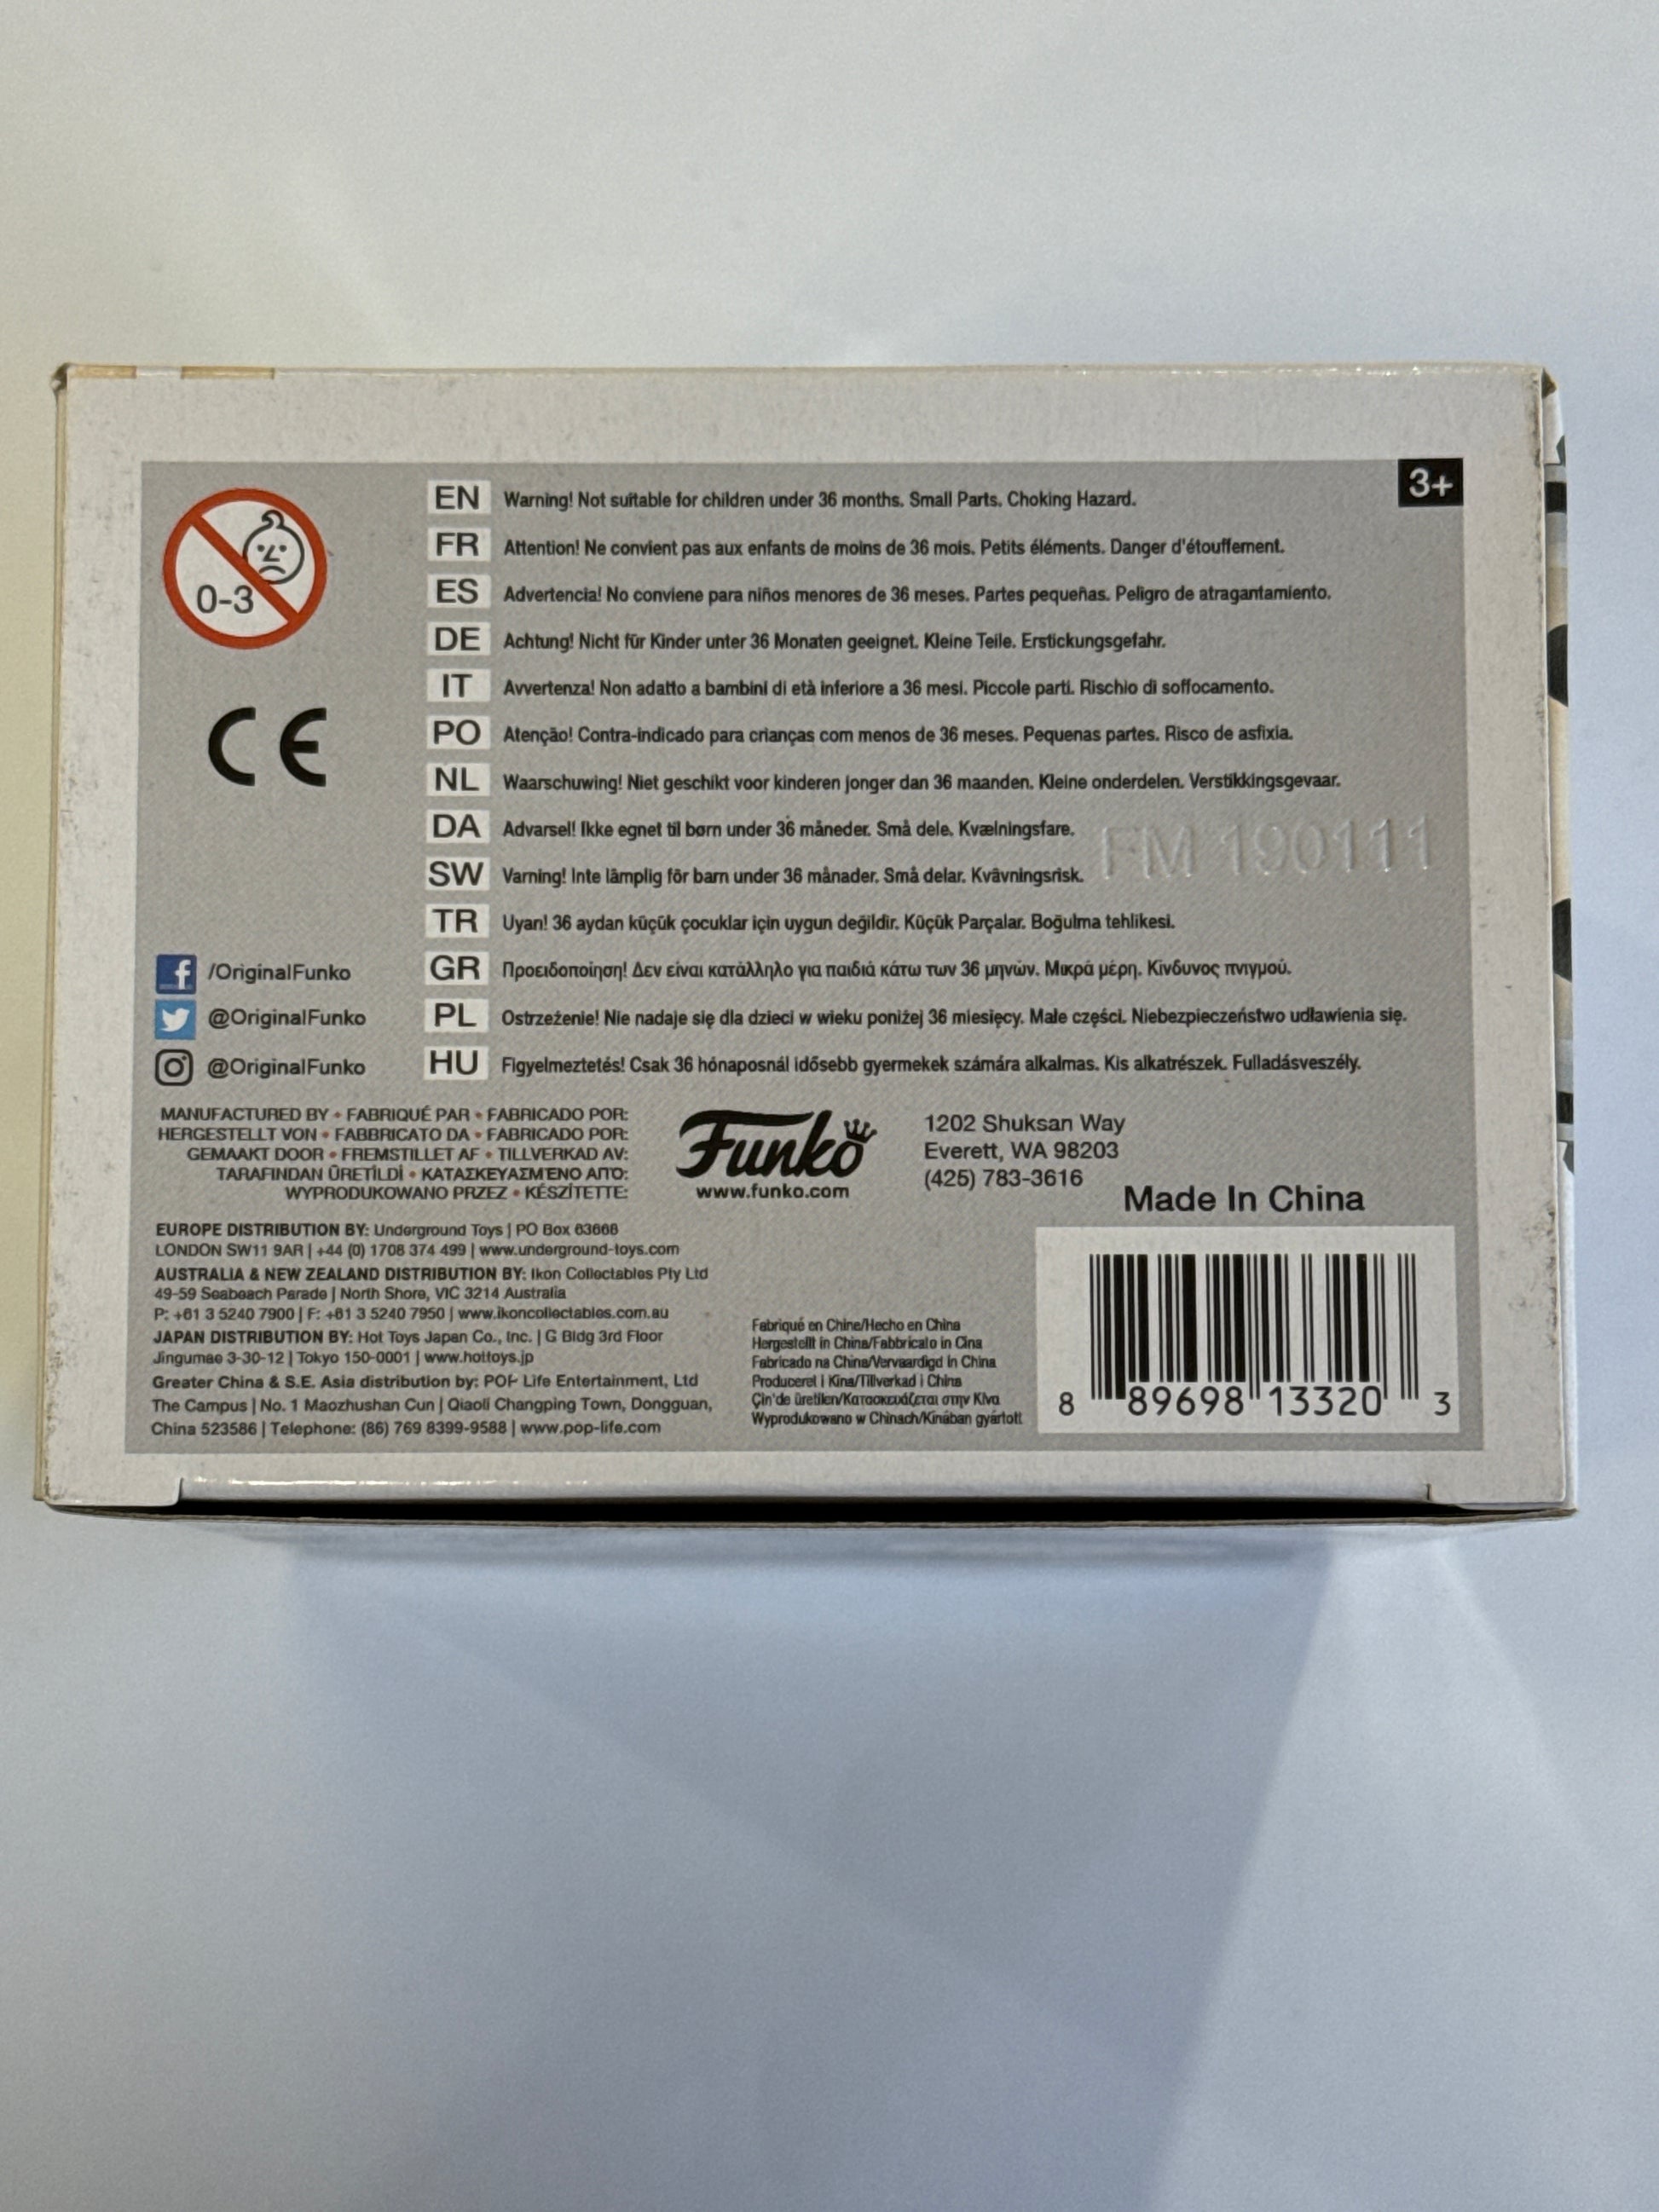 3+
0-3
CE
EN Warning! Not suitable for children under 36 months. Small Parts. Choking Hazard.
FR Attention! Ne convient pas aux enfants de moins de 36 mois. Petits éléments. Danger d'étouffement.
ES Advertencia! No conviene para niños menores de 36 meses. Partes pequeñas. Peligro de atragantamiento.
DE Achtung! Nicht für Kinder unter 36 Monaten geeignet. Kleine Teile. Erstickungsgefahr.
IT Avvertenza! Non adatto a bambini di età inferiore a 36 mesi. Piccole parti. Rischio di soffocamento.
PO Atenção! Contra-indicado para crianças com menos de 36 meses. Pequenas partes. Risco de asfixia.
NL Waarschuwing! Niet geschikt voor kinderen jonger dan 36 maanden. Kleine onderdelen. Verstikkingsgevaar.
DA Advarsel! Ikke egnet til børn under 36 måneder. Små dele. Kvælningsfare.
FM 190111
SW Varning! Inte lämplig för barn under 36 månader. Små delar. Kvävningsrisk.
TR Uyarı! 36 aydan küçük çocuklar için uygun değildir. Küçük Parçalar. Boğulma tehlikesi.
GR Προειδοποίηση! Δεν είναι κατάλληλο για παιδιά κάτω των 36 μηνών. Μικρά μέρη. Κίνδυνος πνιγμού.
PL Ostrzeżenie! Nie nadaje się dla dzieci w wieku poniżej 36 miesięcy. Małe części. Niebezpieczeństwo udławienia się.
HU Figyelmeztetés! Csak 36 hónaposnál idősebb gyermekek számára alkalmas. Kis alkatrészek. Fulladásveszély.
/OriginalFunko
@OriginalFunko
@OriginalFunko
MANUFACTURED BY • FABRIQUÉ PAR • FABRICADO POR:
HERGESTELLT VON • FABBRICATO DA • FABRICADO POR:
GEMAAKT DOOR • FREMSTILLET AF • TILLVERKAD AV:
TARAFINDAN ÜRETİLDİ • ΚΑΤΑΣΚΕΥΑΣΜΈΝΟ ΑΠΌ:
WYPRODUKOWANO PRZEZ • KÉSZÍTETTE:
Funko
www.funko.com
1202 Shuksan Way
Everett, WA 98203
(425) 783-3616
Made In China
EUROPE DISTRIBUTION BY: Underground Toys | PO Box 63668
LONDON SW11 9AR | +44 (0) 1708 374 499 | www.underground-toys.com
AUSTRALIA & NEW ZEALAND DISTRIBUTION BY: Ikon Collectables Pty Ltd
49-59 Seabeach Parade | North Shore, VIC 3214 Australia
P: +61 3 5240 7900 | F: +61 3 5240 7950 | www.ikoncollectables.com.au
JAPAN DISTRIBUTION BY: Hot Toys Japan Co., Inc. | G Bldg 3rd Floor
Jingumae 3-30-12 | Tokyo 150-0001 | www.hottoys.jp
Greater China & S.E. Asia distribution by: POP Life Entertainment, Ltd
The Campus | No. 1 Maozhushan Cun | Qiaoli Changping Town, Dongguan,
China 523586 | Telephone: (86) 769 8399-9588 | www.pop-life.com
Fabriqué en Chine/Hecho en China
Hergestellt in China/Fabbricato in Cina
Fabricado na China/Vervaardigd in China
Produceret i Kina/Tillverkad i China
Çin'de üretilen/Κατασκευάζεται στην Κίνα
Wyprodukowano w Chinach/Kínában gyártott
8 89698 13320 3